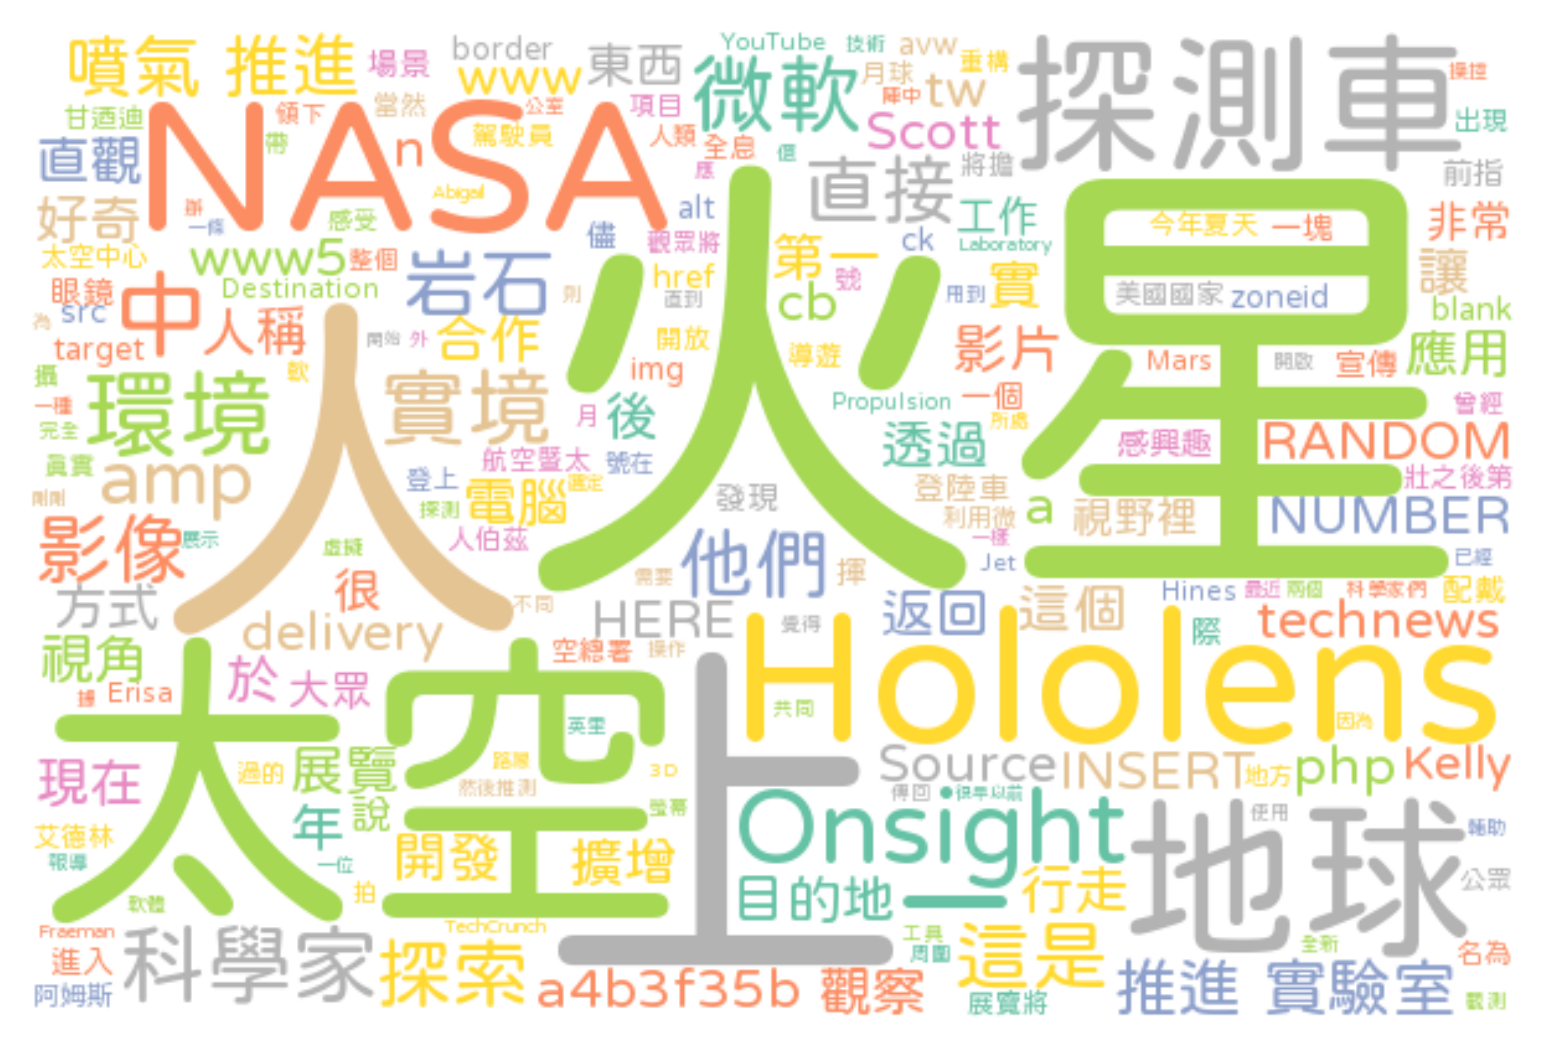 噴氣 推進 場景 border YouTube 技術 avw 重構
www 東西 微軟 月球 tw 探測車 操控
甘迺迪 NASA 領下 當然 公室 項目 陣中 出現
直觀 帶 n 駕駛員 人類 全息 Scott 將擔 前指
好奇 一條 感受 Abigail alt 應 直接 工作 今年夏天 一塊 非常
太空中心 www5 整個 儘 觀眾將 第一 號 ck Laboratory 讓
眼鏡 Destination 岩石 則 href 直到 cb 用到 實 美國國家 zoneid blank
src 中 人稱 開始 外 合作 開放 導遊 影片 Mars 開啟 宣傳 應用
為 target 軟 img Propulsion 一個 曾經
攝 環境 人 實境 月 後 火星 所處 感興趣 RANDOM
一種 完全 航空暨太 號在 透過 壯之後第
真實 amp 登上 電腦 選定 發現 登陸車 a 視野裡 NUMBER
剛剛 影像 展示 探測 人伯茲 利用微 一樣 已經
虛擬 很 需要 他們 揮 Jet Hines 最近 兩個 科學家們 配戴
方式 delivery 不同 HERE 覺得 返回 這個 際 technews
視角 於 大眾 空總署 操作 Hololens
據 Erisa 太空 英里 共同 因為
現在 過的 展覽 路線 3D 上 Source INSERT 地方 php Kelly
然後推測 螢幕 傳回 很早以前 使用
艾德林 年 說 Onsight 地球 輔助
報導 一位 開發 擴增 目的地 一 行走 公眾
軟體 拍 TechCrunch 工具 全新
Fraeman 進入 科學家 探索 周圍 這是 名為
阿姆斯 a4b3f35b 觀察 展覽將 推進 實驗室 觀測